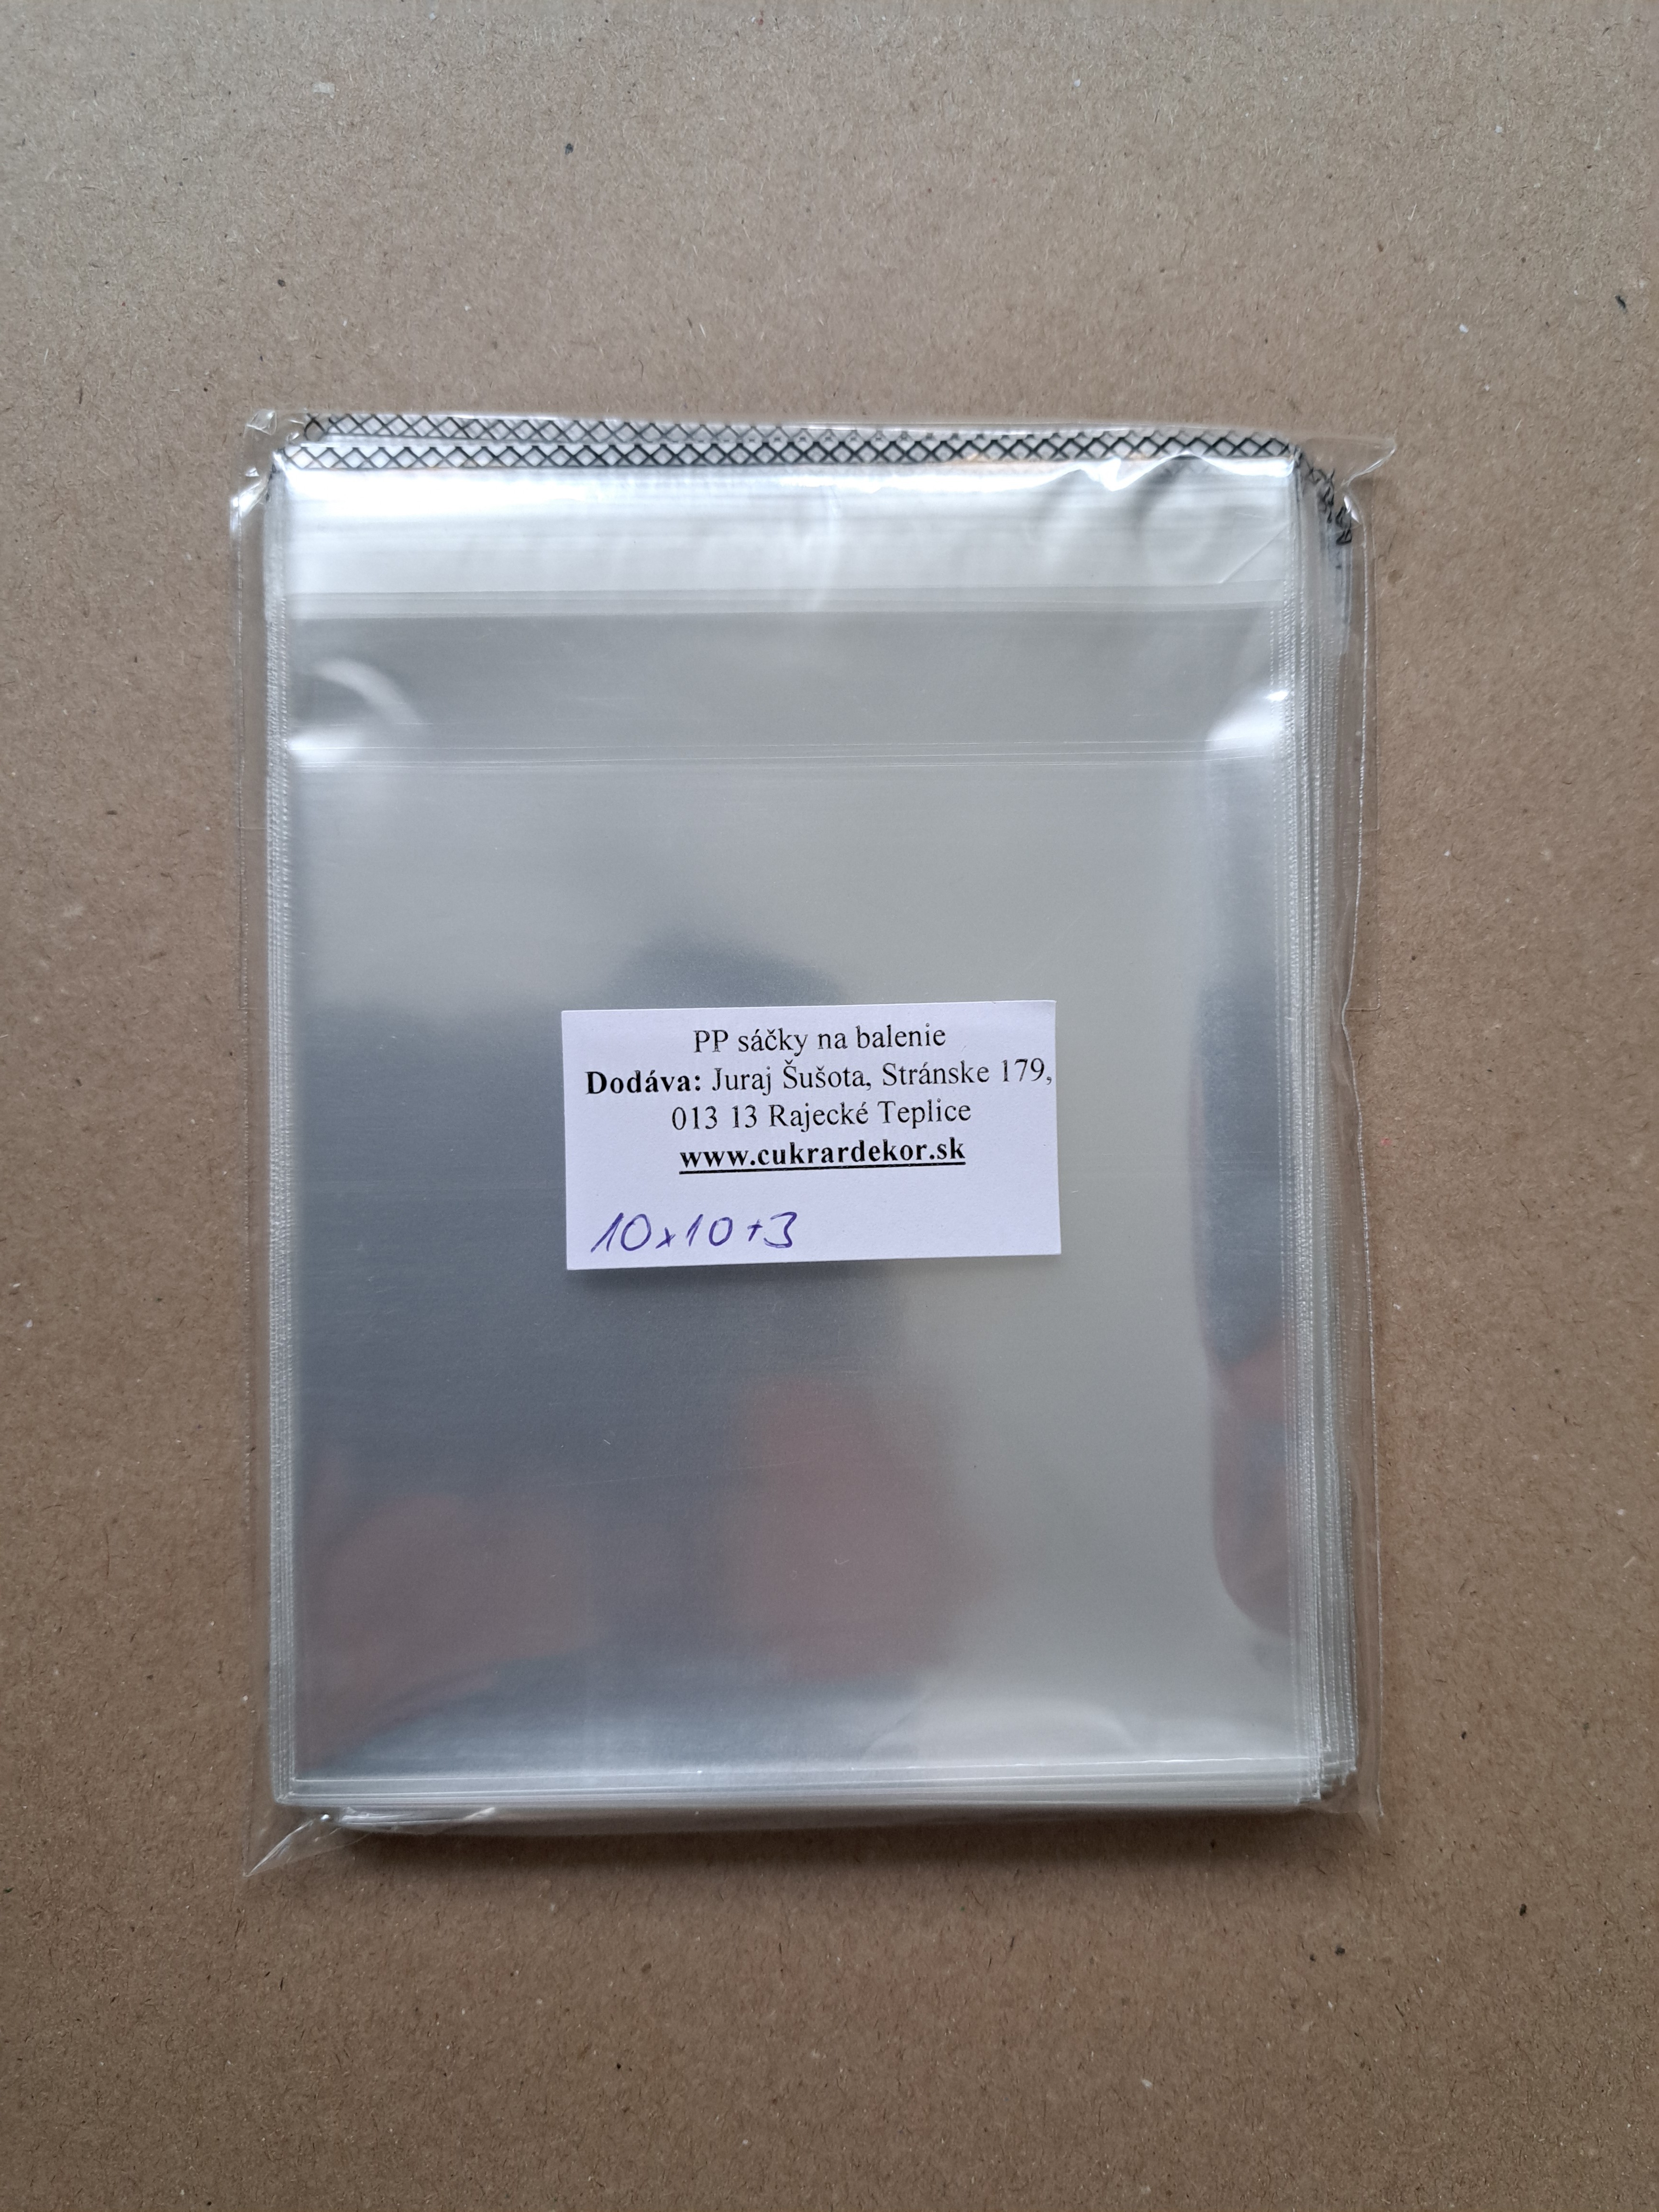 PP sáčky na balenie
Dodáva: Juraj Šušota, Stránske 179,
013 13 Rajecké Teplice
www.cukrardekor.sk
10x10+3